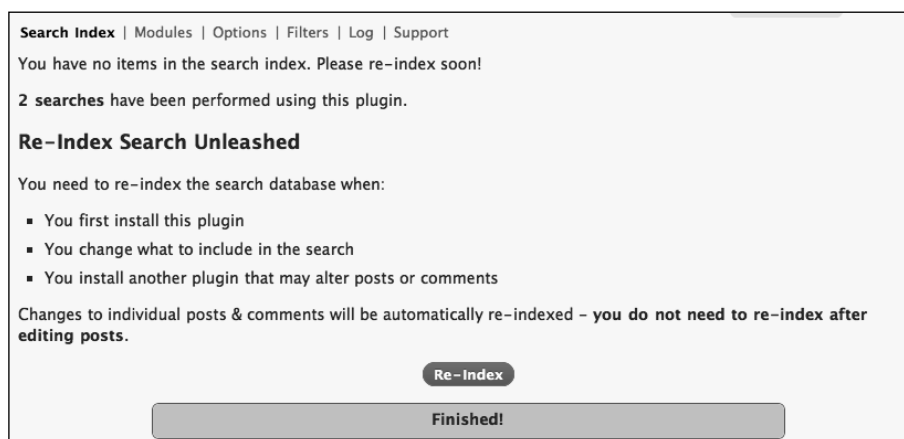 Search Index | Modules | Options | Filters | Log | Support
You have no items in the search index. Please re-index soon!
2 searches have been performed using this plugin.
Re-Index Search Unleashed
You need to re-index the search database when:
▪ You first install this plugin
▪ You change what to include in the search
▪ You install another plugin that may alter posts or comments
Changes to individual posts & comments will be automatically re-indexed – you do not need to re-index after
editing posts.
Re-Index
Finished!